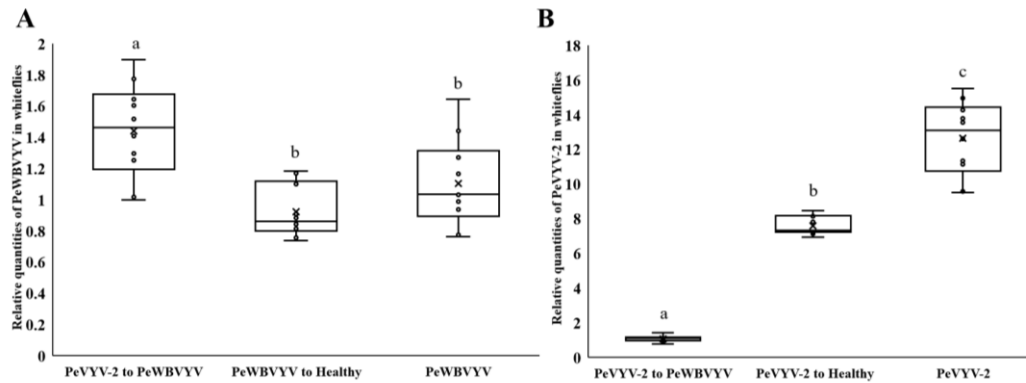 A
Relative quantities of PeWBVYV in whiteflies
2
1.8
1.6
1.4
1.2
1
0.8
0.6
0.4
0.2
0
a
b
b
PeVYV-2 to PeWBVYV
PeWBVYV to Healthy
PeWBVYV
B
Relative quantities of PeVYV-2 in whiteflies
18
16
14
12
10
8
6
4
2
0
a
b
c
PeVYV-2 to PeWBVYV
PeVYV-2 to Healthy
PeVYV-2